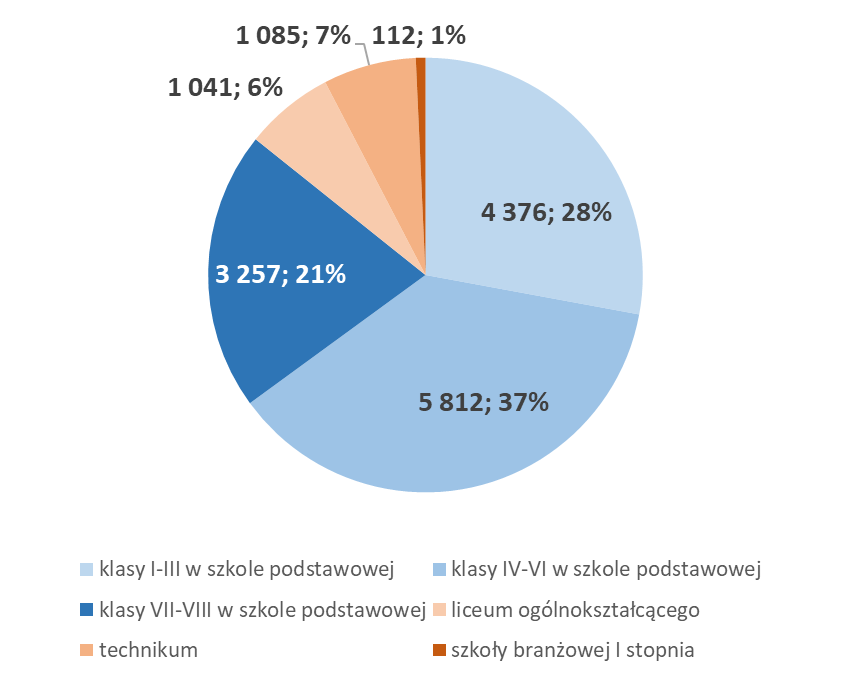 1 085; 7%
112; 1%
1 041; 6%
4 376; 28%
3 257; 21%
5 812; 37%
klasy I-III w szkole podstawowej
klasy IV-VI w szkole podstawowej
klasy VII-VIII w szkole podstawowej
liceum ogólnokształcącego
technikum
szkoły branżowej I stopnia